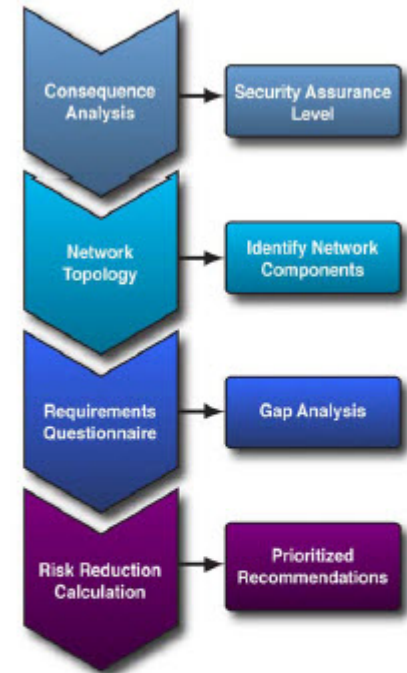 Consequence
Analysis
Security Assurance
Level
Network
Topology
Identify Network
Components
Requirements
Questionnaire
Gap Analysis
Risk Reduction
Calculation
Prioritized
Recommendations